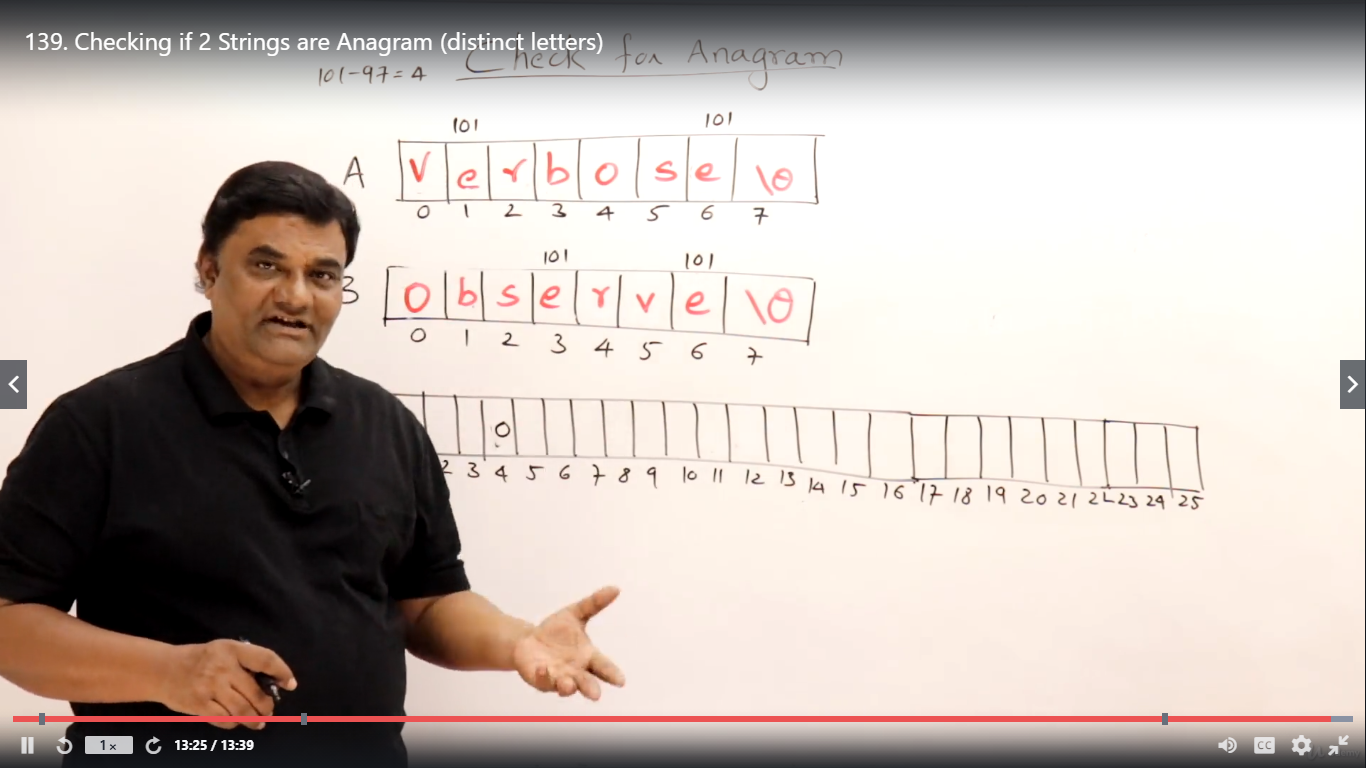 139. Checking if 2 Strings are Anagram (distinct letters)
Check for Anagram
101-97=4
101 101
A v e r b o s e \0
0 1 2 3 4 5 6 7
101 101
B o b s e r v e \0
0 1 2 3 4 5 6 7
0
2 3 4 5 6 7 8 9 10 11 12 13 14 15 16 17 18 19 20 21 22 23 24 25
1x 13:25 / 13:39 CC